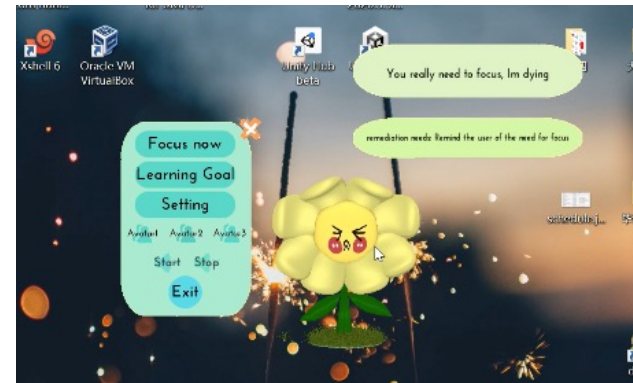 Xshell 6
Oracle VM
VirtualBox
Unity Hub
beta
You really need to focus, Im dying
remediation needs Remind the user of the need for focus
Focus now
Learning Goal
Setting
Avatar1 Avatar2 Avatar3
Start Stop
Exit
schedule.j...